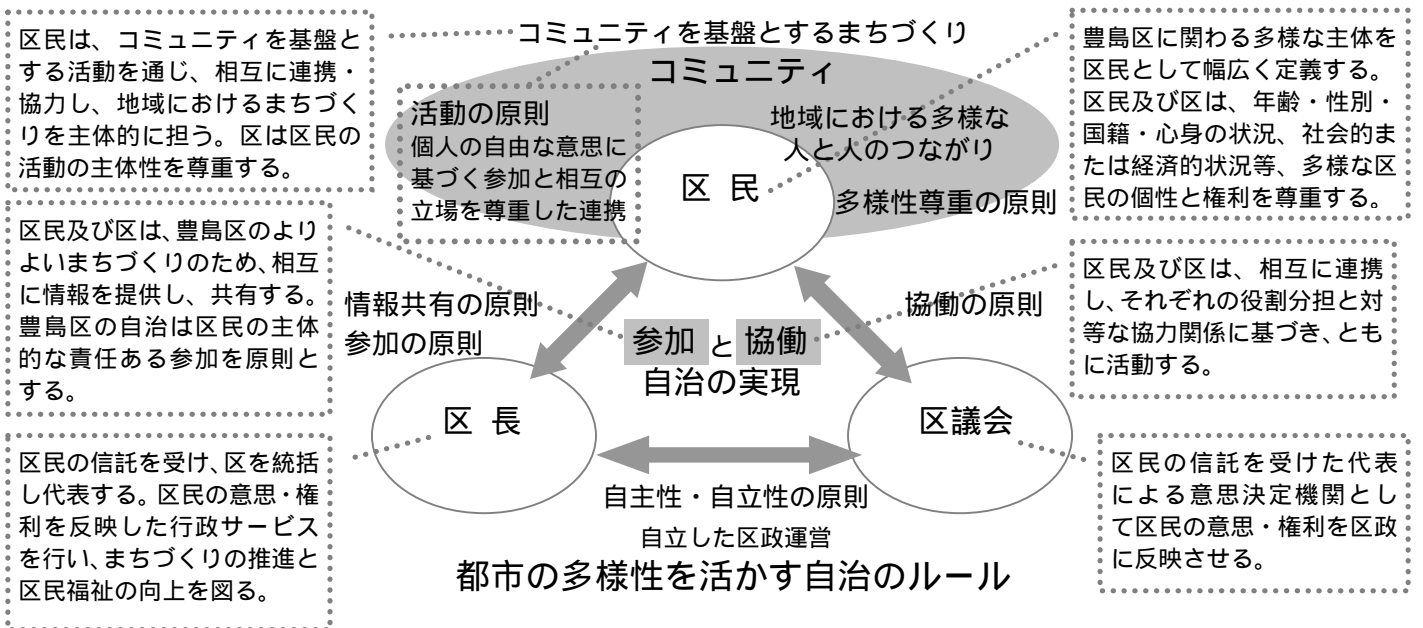 区民は、コミュニティを基盤と
する活動を通じ、相互に連携・
協力し、地域におけるまちづく
りを主体的に担う。区は区民の
活動の主体性を尊重する。
コミュニティを基盤とするまちづくり
コミュニティ
活動の原則
個人の自由な意思に
基づく参加と相互の
立場を尊重した連携
地域における多様な
人と人のつながり
区 民
多様性尊重の原則
豊島区に関わる多様な主体を
区民として幅広く定義する。
区民及び区は、年齢・性別・
国籍・心身の状況、社会的ま
たは経済的状況等、多様な区
民の個性と権利を尊重する。
区民及び区は、豊島区のより
よいまちづくりのため、相互
に情報を提供し、共有する。
豊島区の自治は区民の主体
的な責任ある参加を原則と
する。
情報共有の原則
参加の原則
参加 と 協働
自治の実現
協働の原則
区民及び区は、相互に連携
し、それぞれの役割分担と対
等な協力関係に基づき、とも
に活動する。
区 長
区議会
区民の信託を受け、区を統括
し代表する。区民の意思・権
利を反映した行政サービス
を行い、まちづくりの推進と
区民福祉の向上を図る。
自主性・自立性の原則
自立した区政運営
都市の多様性を活かす自治のルール
区民の信託を受けた代表
による意思決定機関とし
て区民の意思・権利を区政
に反映させる。